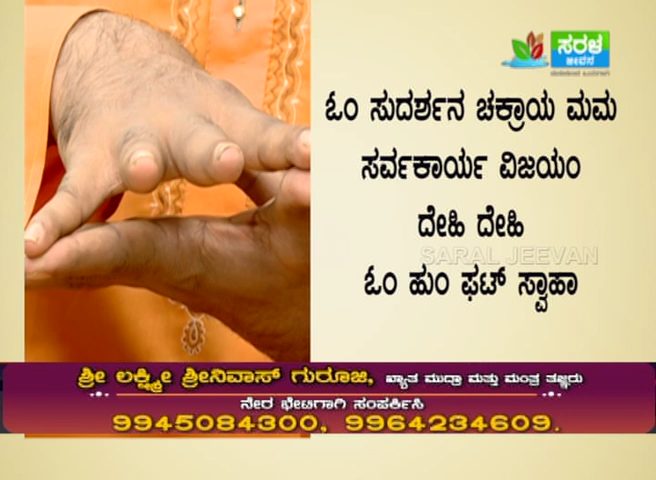 ಸರಳ
ಜೀವನ
ಓಂ ಸುದರ್ಶನ ಚಕ್ರಾಯ ಮಮ
ಸರ್ವಕಾರ್ಯ ವಿಜಯಂ
ದೇಹಿ ದೇಹಿ
SARAL JEEVAN
ಓಂ ಹುಂ ಫಟ್ ಸ್ವಾಹಾ
ಶ್ರೀ ಲಕ್ಷ್ಮೀ ಶ್ರೀನಿವಾಸ್ ಗುರೂಜಿ, ಖ್ಯಾತ ಮುದ್ರಾ ಮತ್ತು ಮಂತ್ರ ತಜ್ಞರು
ನೇರ ಭೇಟಿಗಾಗಿ ಸಂಪರ್ಕಿಸಿ
9945084300, 9964234609.